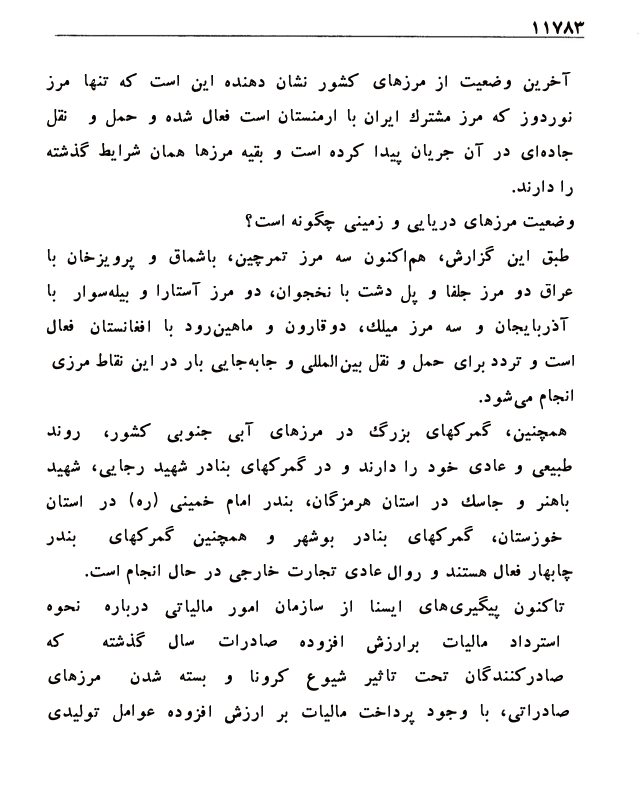 ۱۱۷۸۳
آخرین وضعیت از مرزهای کشور نشان دهنده این است که تنها مرز
نوردوز که مرز مشترک ایران با ارمنستان است فعال شده و حمل و نقل
جاده‌ای در آن جریان پیدا کرده است و بقیه مرزها همان شرایط گذشته
را دارند.
وضعیت مرزهای دریایی و زمینی چگونه است؟
طبق این گزارش، هم‌اکنون سه مرز تمرچین، باشماق و پرویزخان با
عراق دو مرز جلفا و پل دشت با نخجوان، دو مرز آستارا و بیله‌سوار با
آذربایجان و سه مرز میلک، دوقارون و ماهین‌رود با افغانستان فعال
است و تردد برای حمل و نقل بین‌المللی و جابه‌جایی بار در این نقاط مرزی
انجام می‌شود.
همچنین، گمرکهای بزرگ در مرزهای آبی جنوبی کشور، روند
طبیعی و عادی خود را دارند و در گمرکهای بنادر شهید رجایی، شهید
باهنر و جاسک در استان هرمزگان، بندر امام خمینی (ره) در استان
خوزستان، گمرکهای بنادر بوشهر و همچنین گمرکهای بندر
چابهار فعال هستند و روال عادی تجارت خارجی در حال انجام است.
تاکنون پیگیری‌های ایسنا از سازمان امور مالیاتی درباره نحوه
استرداد مالیات برارزش افزوده صادرات سال گذشته که
صادرکنندگان تحت تاثیر شیوع کرونا و بسته شدن مرزهای
صادراتی، با وجود پرداخت مالیات بر ارزش افزوده عوامل تولیدی